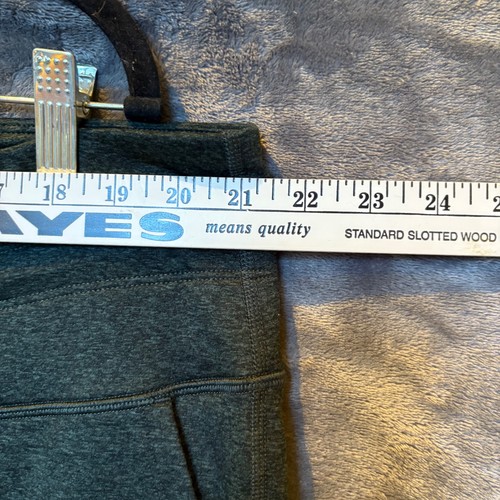 18 19 20 21 22 23 24
AYES means quality STANDARD SLOTTED WOOD